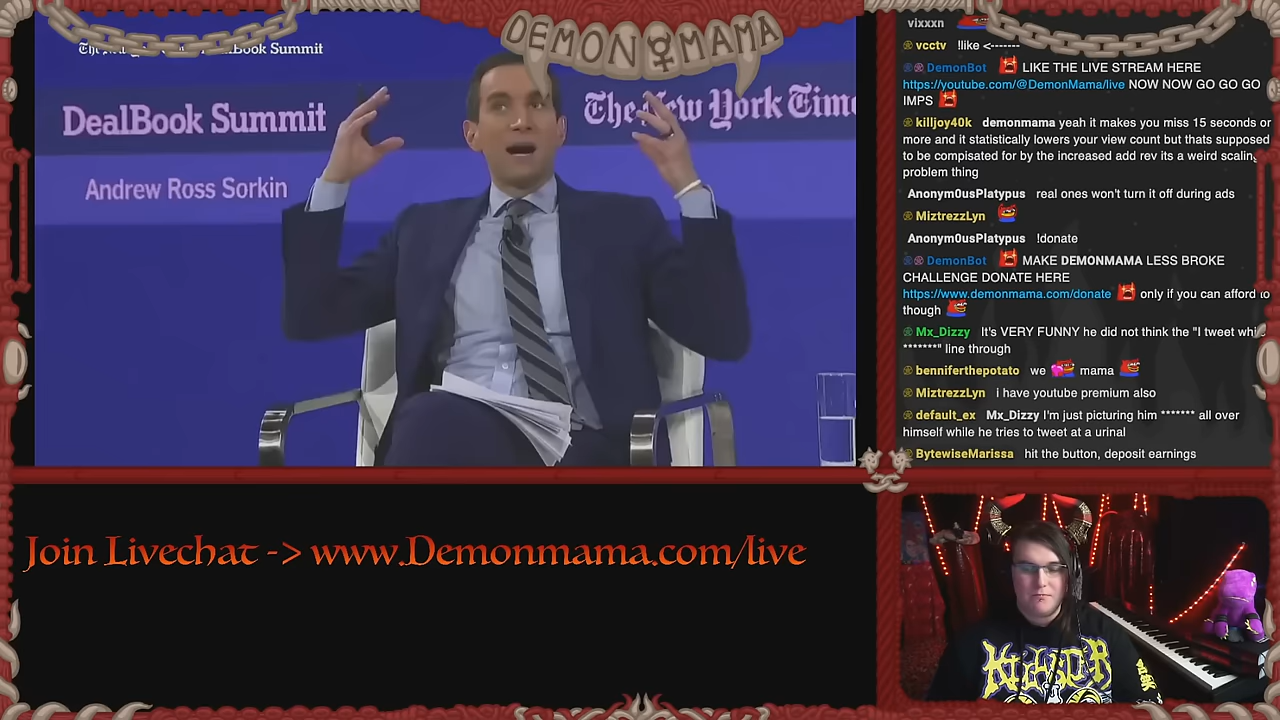 DEMON MAMA
DealBook Summit
The New York Time
Andrew Ross Sorkin
vixxxn
vcctv !like <-------
DemonBot LIKE THE LIVE STREAM HERE
https://youtube.com/@DemonMama/live NOW NOW GO GO GO
IMPS
killjoy40k demonmama yeah it makes you miss 15 seconds or
more and it statistically lowers your view count but thats supposed
to be compisated for by the increased add rev its a weird scaling
problem thing
Anonym0usPlatypus real ones won't turn it off during ads
MiztrezzLyn
Anonym0usPlatypus !donate
DemonBot MAKE DEMONMAMA LESS BROKE
CHALLENGE DONATE HERE
https://www.demonmama.com/donate only if you can afford to
though
Mx_Dizzy It's VERY FUNNY he did not think the "I tweet whi
*******" line through
benniferthepotato we mama
MiztrezzLyn i have youtube premium also
default_ex Mx_Dizzy I'm just picturing him ******* all over
himself while he tries to tweet at a urinal
BytewiseMarissa hit the button, deposit earnings
Join Livechat -> www.Demonmama.com/live